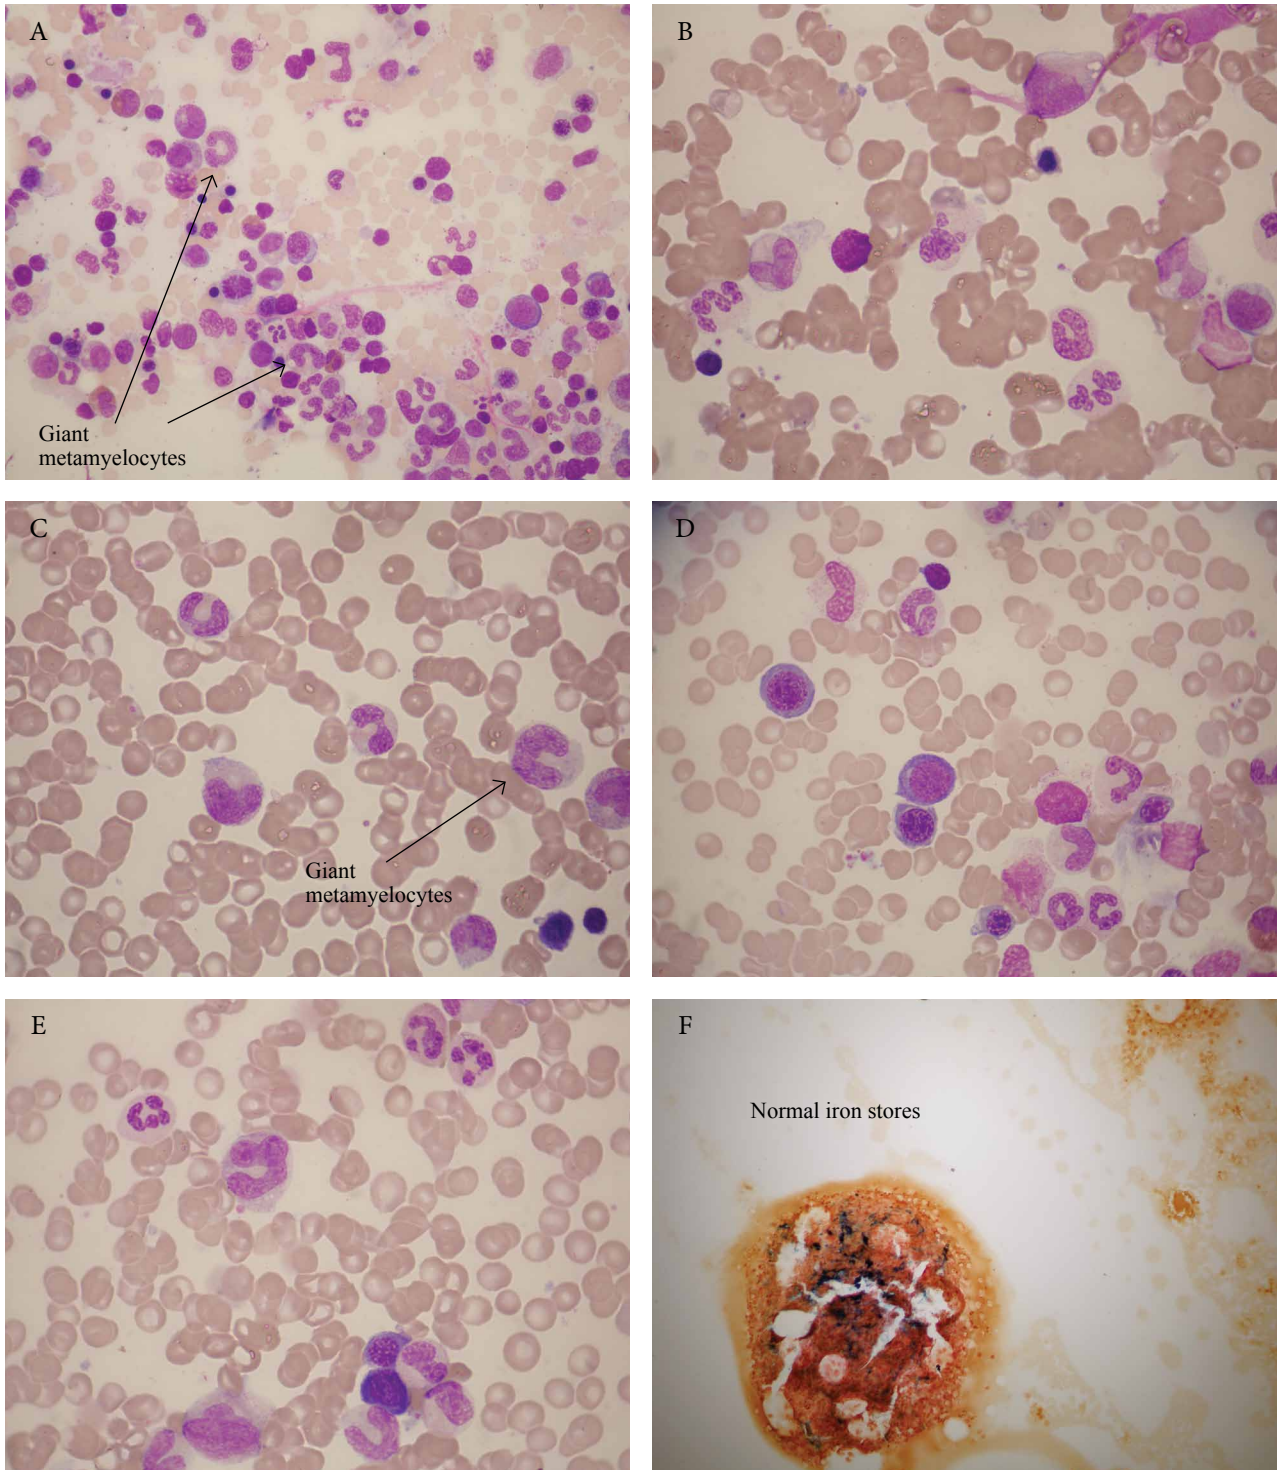 A
B
Giant
metamyelocytes
C
D
Giant
metamyelocytes
E
F
Normal iron stores